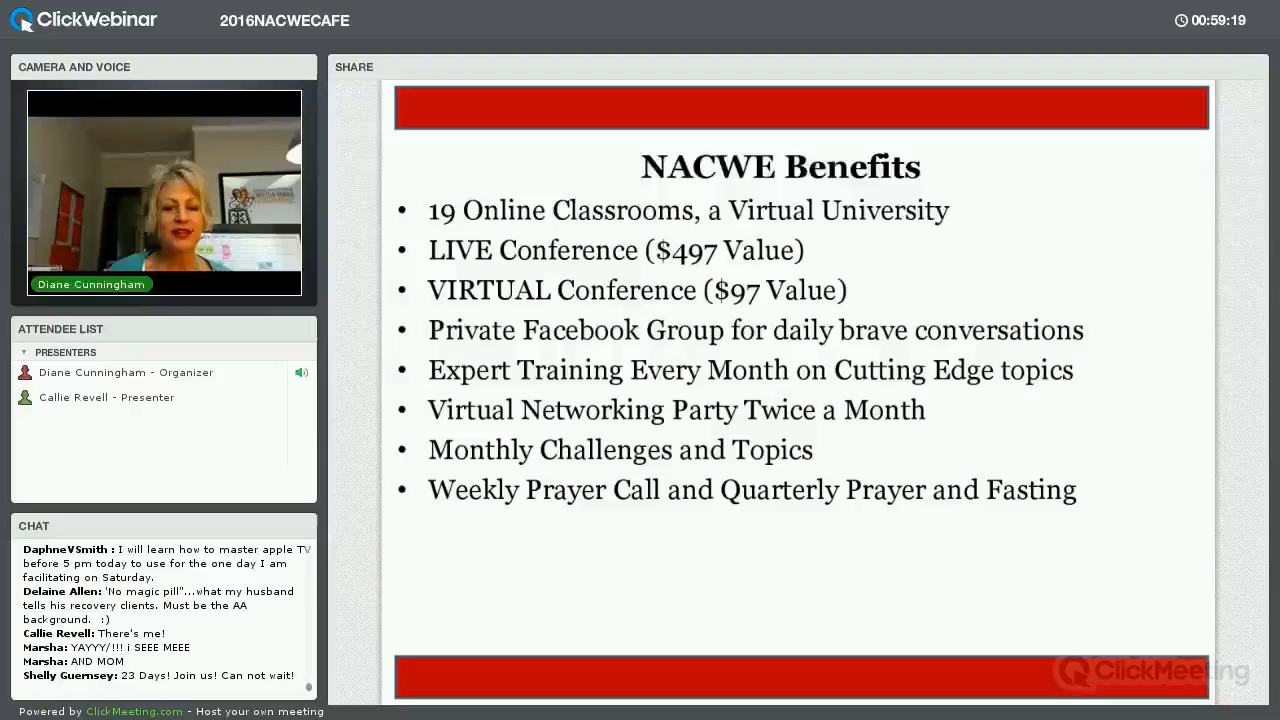 ClickWebinar
2016NACWECAFE
00:59:19
CAMERA AND VOICE
Diane Cunningham
ATTENDEE LIST
PRESENTERS
Diane Cunningham - Organizer
Callie Revell - Presenter
CHAT
DaphneVSmith : I will learn how to master apple TV
before 5 pm today to use for the one day I am
facilitating on Saturday.
Delaine Allen: 'No magic pill"...what my husband
tells his recovery clients. Must be the AA
background. :)
Callie Revell: There's me!
Marsha: YAYYY/!!! i SEEE MEEE
Marsha: AND MOM
Shelly Guernsey: 23 Days! Join us! Can not wait!
SHARE
NACWE Benefits
• 19 Online Classrooms, a Virtual University
• LIVE Conference ($497 Value)
• VIRTUAL Conference ($97 Value)
• Private Facebook Group for daily brave conversations
• Expert Training Every Month on Cutting Edge topics
• Virtual Networking Party Twice a Month
• Monthly Challenges and Topics
• Weekly Prayer Call and Quarterly Prayer and Fasting
ClickMeeting
Powered by ClickMeeting.com - Host your own meeting